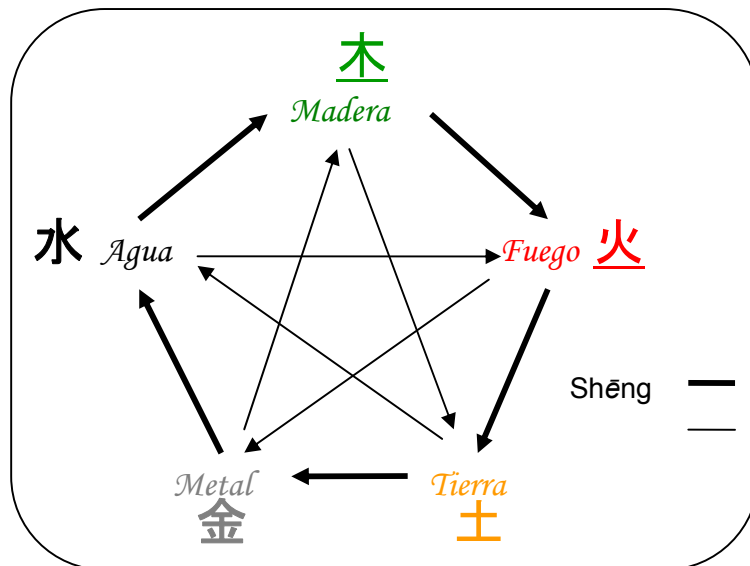 木
Madera
水 Agua
Fuego 火
Shēng
Metal
金
Tierra
土